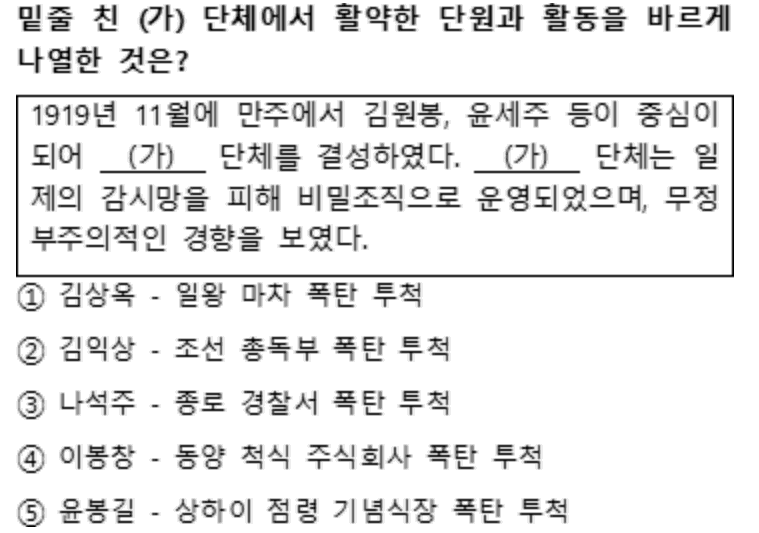 밑줄 친 (가) 단체에서 활약한 단원과 활동을 바르게
나열한 것은?
1919년 11월에 만주에서 김원봉, 윤세주 등이 중심이
되어 (가) 단체를 결성하였다. (가) 단체는 일
제의 감시망을 피해 비밀조직으로 운영되었으며, 무정
부주의적인 경향을 보였다.
① 김상옥 - 일왕 마차 폭탄 투척
② 김익상 - 조선 총독부 폭탄 투척
③ 나석주 - 종로 경찰서 폭탄 투척
④ 이봉창 - 동양 척식 주식회사 폭탄 투척
⑤ 윤봉길 - 상하이 점령 기념식장 폭탄 투척